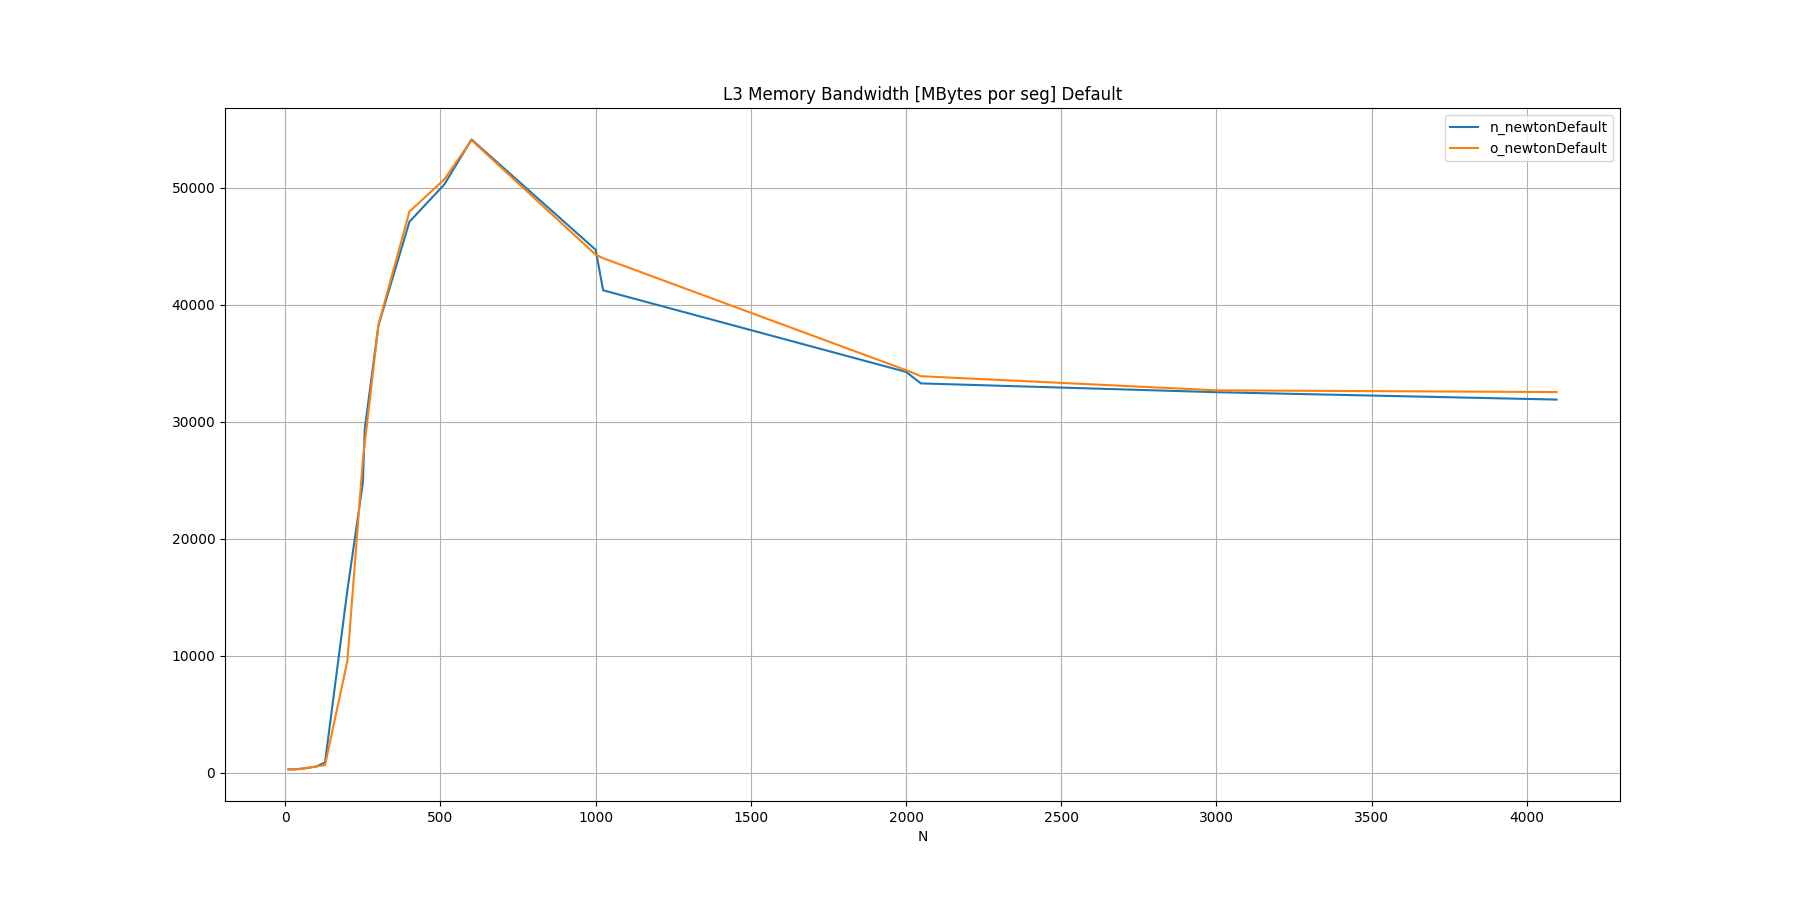 L3 Memory Bandwidth [MBytes por seg] Default
n_newtonDefault
o_newtonDefault
50000
40000
30000
20000
10000
0
0 500 1000 1500 2000 2500 3000 3500 4000
N